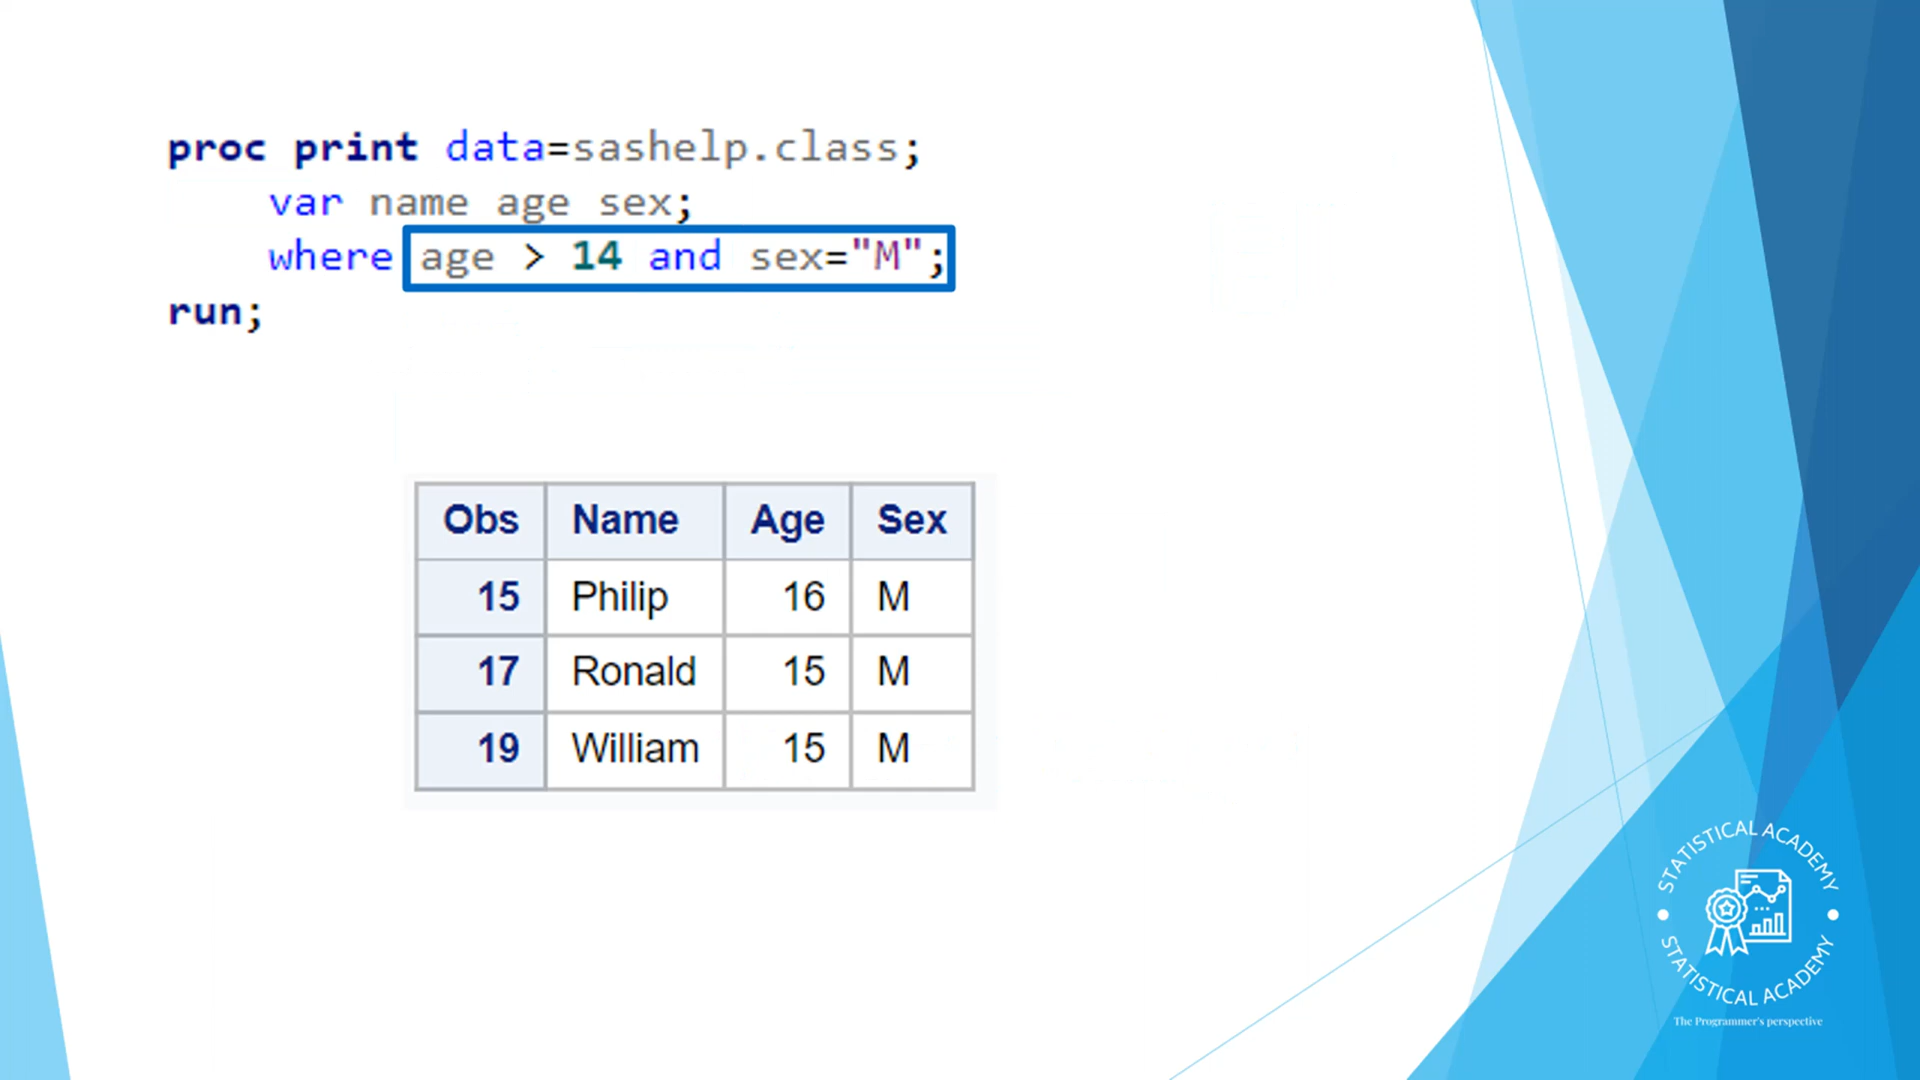 proc print data=sashelp.class;
var name age sex;
where age > 14 and sex="M";
run;
Obs Name Age Sex
15 Philip 16 M
17 Ronald 15 M
19 William 15 M
STATISTICAL ACADEMY
STATISTICAL ACADEMY
The Programmer's perspective